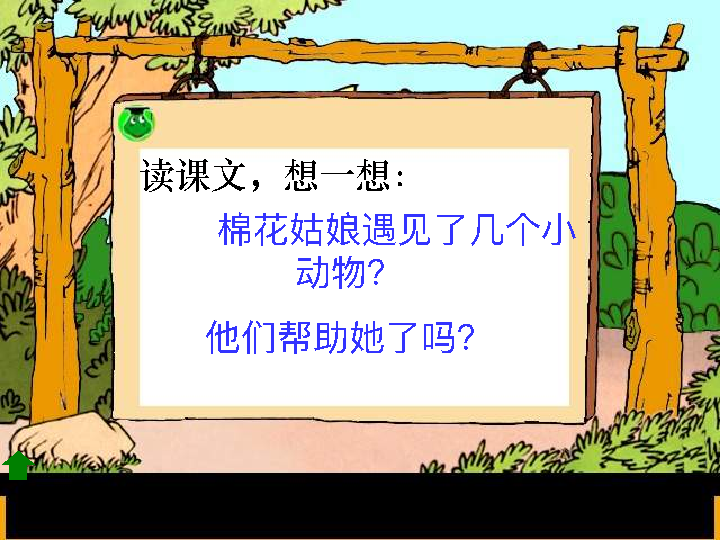 读课文，想一想：
棉花姑娘遇见了几个小
动物？
他们帮助她了吗？